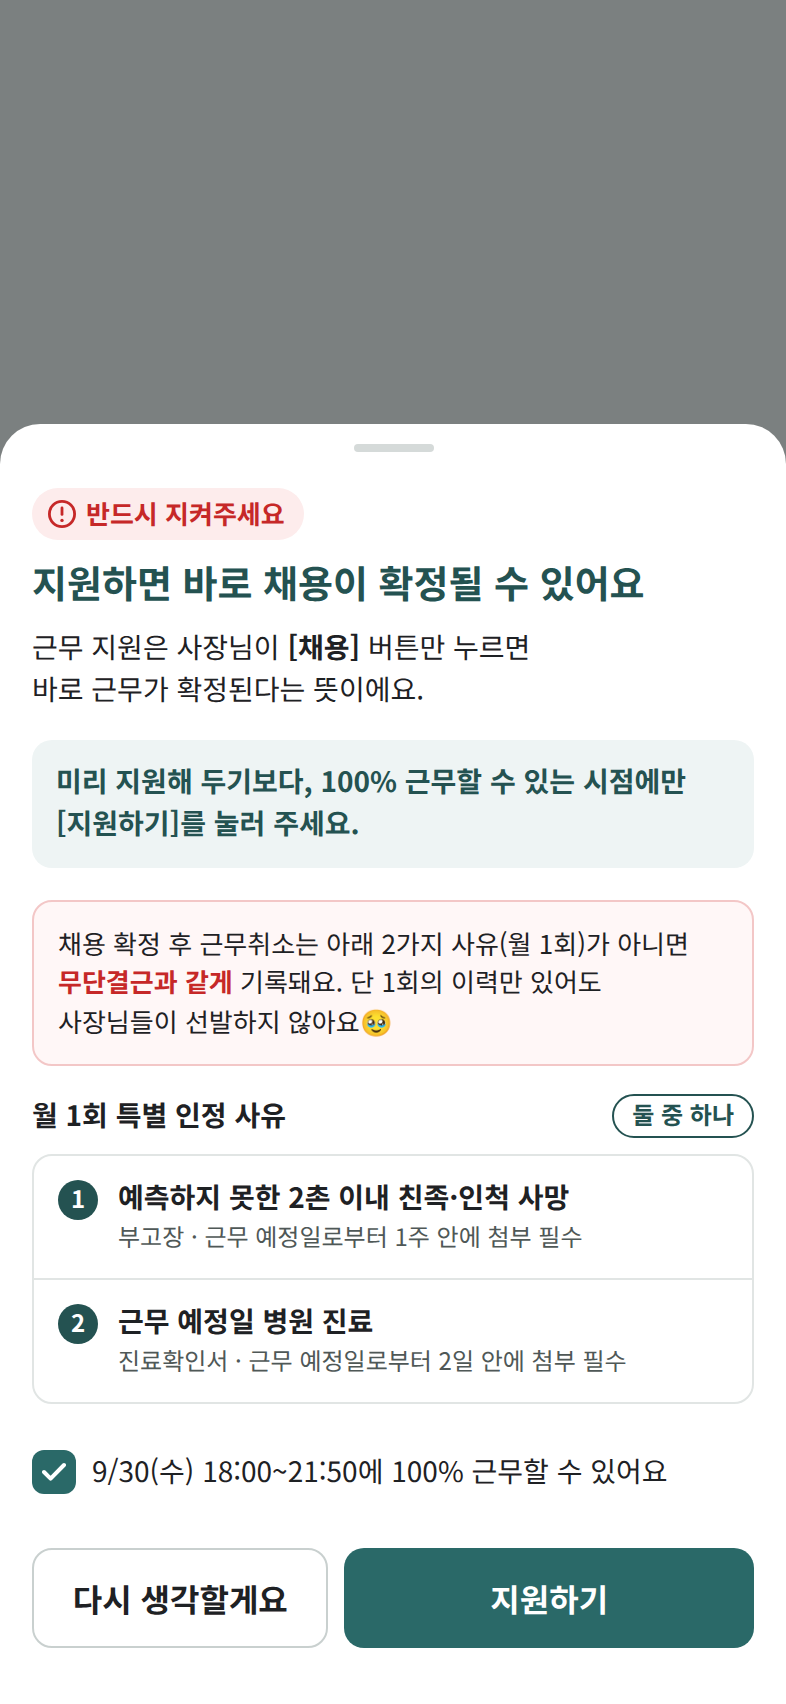 반드시 지켜주세요
지원하면 바로 채용이 확정될 수 있어요
근무 지원은 사장님이 [채용] 버튼만 누르면
바로 근무가 확정된다는 뜻이에요.
미리 지원해 두기보다, 100% 근무할 수 있는 시점에만
[지원하기]를 눌러 주세요.
채용 확정 후 근무취소는 아래 2가지 사유(월 1회)가 아니면
무단결근과 같게 기록돼요. 단 1회의 이력만 있어도
사장님들이 선발하지 않아요🥹
월 1회 특별 인정 사유
둘 중 하나
1 예측하지 못한 2촌 이내 친족·인척 사망
부고장 · 근무 예정일로부터 1주 안에 첨부 필수
2 근무 예정일 병원 진료
진료확인서 · 근무 예정일로부터 2일 안에 첨부 필수
9/30(수) 18:00~21:50에 100% 근무할 수 있어요
다시 생각할게요
지원하기